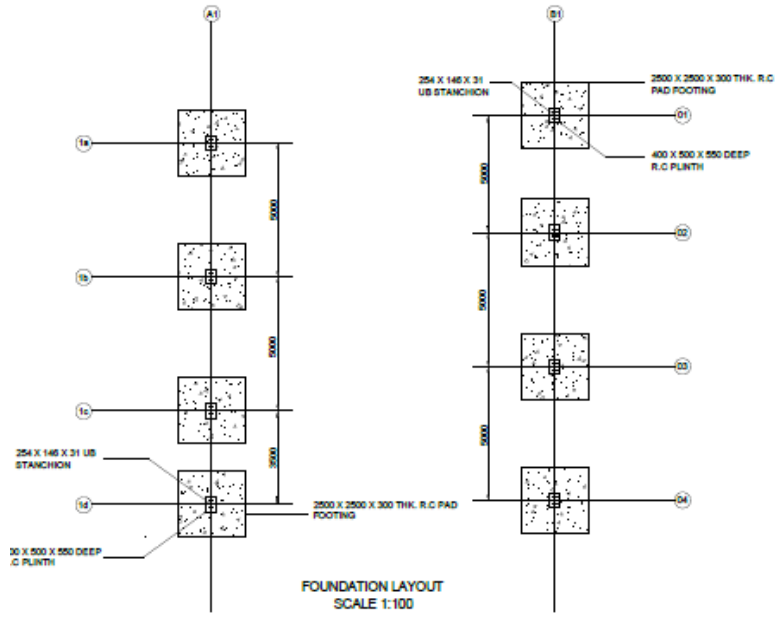 A1
B1
254 X 146 X 31
UB STANCHION
2500 X 2500 X 300 THK. R.C
PAD FOOTING
01
1a
400 X 500 X 550 DEEP
R.C PLINTH
5000
5000
02
1b
5000
5000
03
1c
254 X 146 X 31 UB
STANCHION
3500
5000
1d
2500 X 2500 X 300 THK. R.C PAD
FOOTING
04
00 X 500 X 550 DEEP
.C PLINTH
FOUNDATION LAYOUT
SCALE 1:100